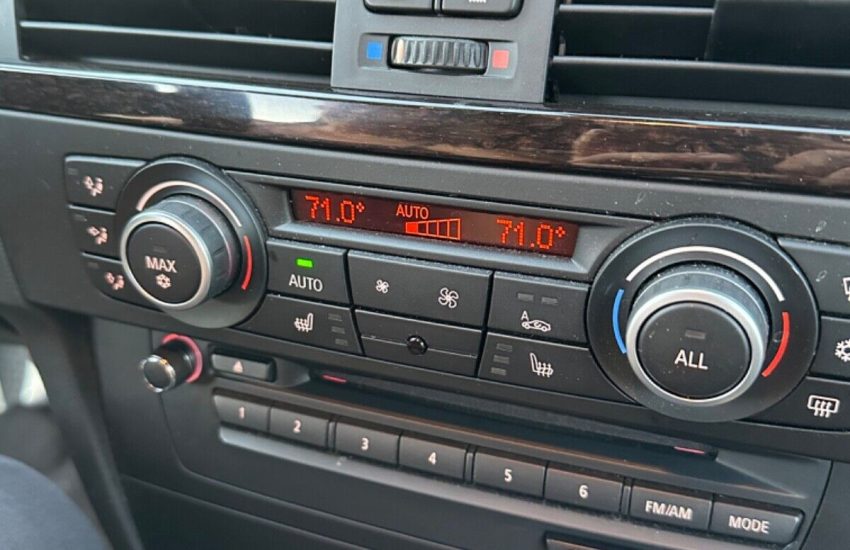 71.0°
AUTO
71.0°
MAX
AUTO
A
ALL
1
2
3
4
5
6
FM/AM
MODE